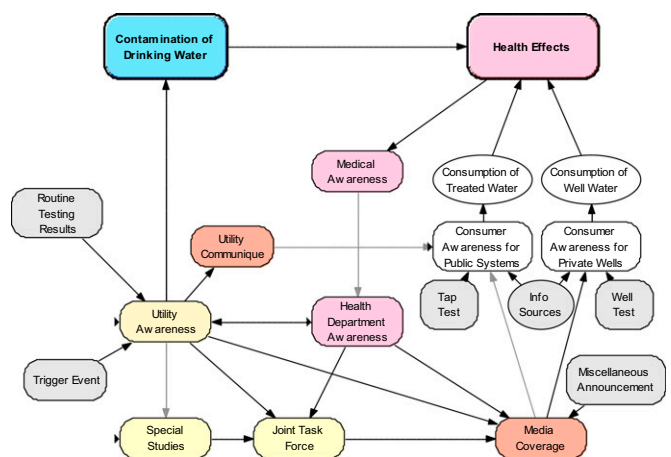 Contamination of
Drinking Water
Health Effects
Medical
Awareness
Consumption of
Treated Water
Consumption of
Well Water
Routine
Testing
Results
Utility
Communique
Consumer
Awareness for
Public Systems
Consumer
Awareness for
Private Wells
Tap
Test
Info
Sources
Well
Test
Utility
Awareness
Health
Department
Awareness
Trigger Event
Miscellaneous
Announcement
Special
Studies
Joint Task
Force
Media
Coverage